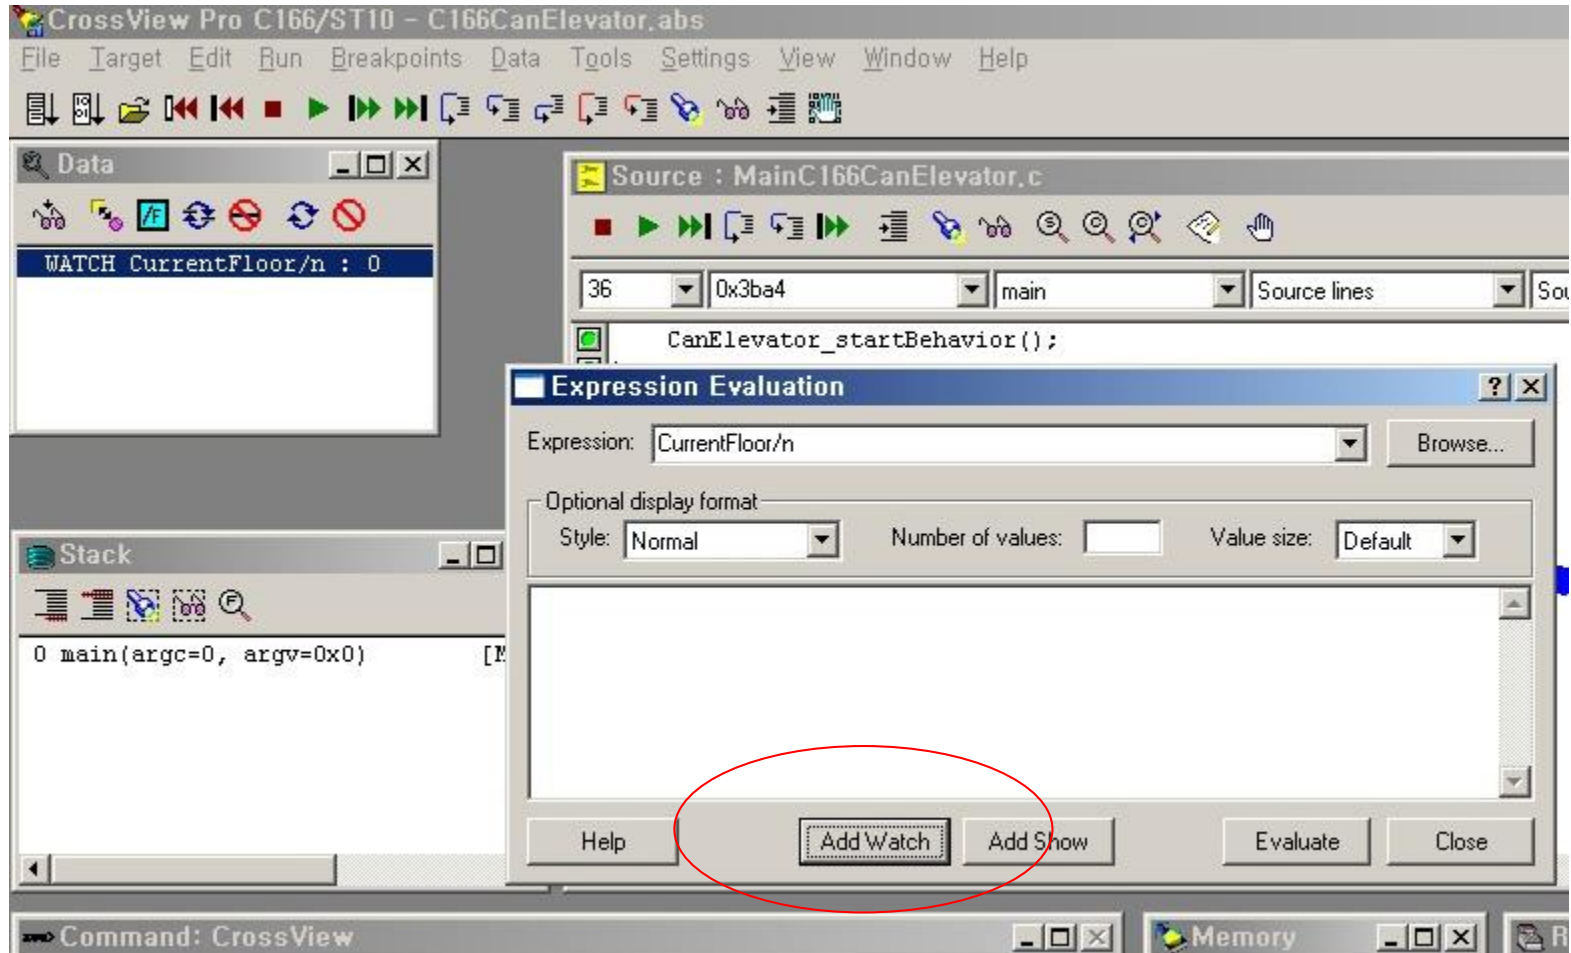 CrossView Pro C166/ST10 - C166CanElevator.abs
File Target Edit Run Breakpoints Data Tools Settings View Window Help
Data
WATCH CurrentFloor/n : 0
Source : MainC166CanElevator.c
36 0x3ba4 main Source lines Sou
CanElevator_startBehavior();
Expression Evaluation
Expression: CurrentFloor/n Browse...
Optional display format
Style: Normal Number of values: Value size: Default
Stack
0 main(argc=0, argv=0x0) [M
Help Add Watch Add Show Evaluate Close
Command: CrossView
Memory
R